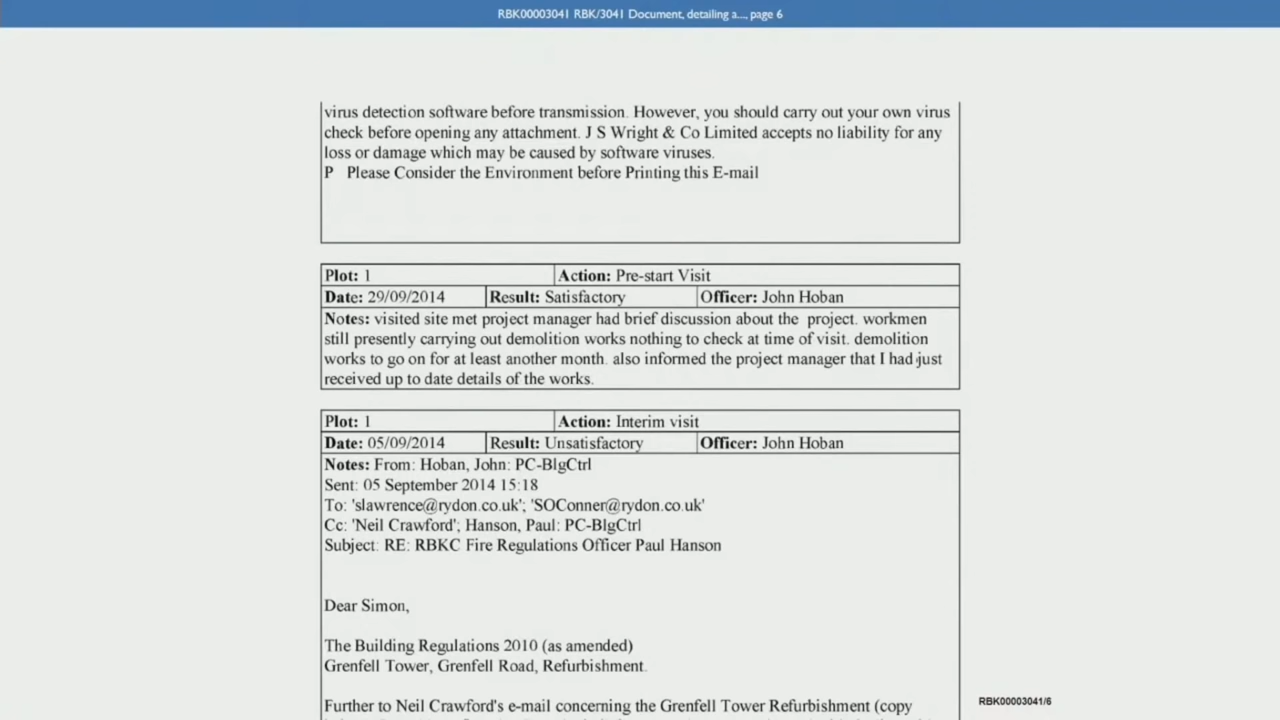 RBK00003041 RBK/3041 Document, detailing a..., page 6
virus detection software before transmission. However, you should carry out your own virus
check before opening any attachment. J S Wright & Co Limited accepts no liability for any
loss or damage which may be caused by software viruses.
P Please Consider the Environment before Printing this E-mail
Plot: 1 Action: Pre-start Visit
Date: 29/09/2014 Result: Satisfactory Officer: John Hoban
Notes: visited site met project manager had brief discussion about the project. workmen
still presently carrying out demolition works nothing to check at time of visit. demolition
works to go on for at least another month. also informed the project manager that I had just
received up to date details of the works.
Plot: 1 Action: Interim visit
Date: 05/09/2014 Result: Unsatisfactory Officer: John Hoban
Notes: From: Hoban, John: PC-BlgCtrl
Sent: 05 September 2014 15:18
To: 'slawrence@rydon.co.uk'; 'SOConner@rydon.co.uk'
Cc: 'Neil Crawford'; Hanson, Paul: PC-BlgCtrl
Subject: RE: RBKC Fire Regulations Officer Paul Hanson
Dear Simon,
The Building Regulations 2010 (as amended)
Grenfell Tower, Grenfell Road, Refurbishment.
Further to Neil Crawford's e-mail concerning the Grenfell Tower Refurbishment (copy
RBK00003041/6